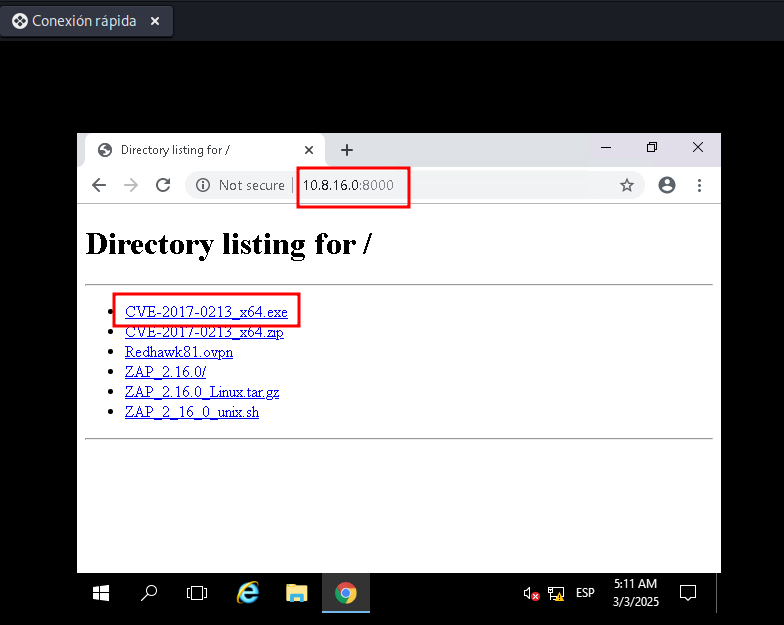 Conexión rápida
Directory listing for /
Not secure | 10.8.16.0:8000
Directory listing for /
CVE-2017-0213_x64.exe
CVE-2017-0213_x64.zip
Redhawk81.ovpn
ZAP_2.16.0/
ZAP_2.16.0_Linux.tar.gz
ZAP_2_16_0_unix.sh
ESP
5:11 AM
3/3/2025